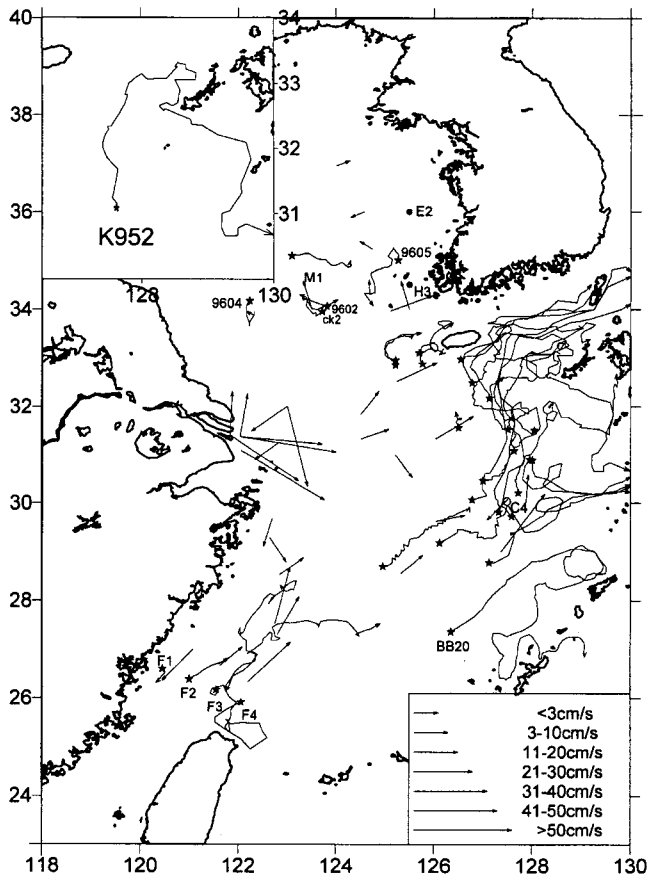 40
34
38
33
32
36
31
K952
E2
9605
128
130
M1
H3
34
9604
9602
ck2
32
30
C4
28
BB20
F1
F2
F3
F4
26
24
<3cm/s
3-10cm/s
11-20cm/s
21-30cm/s
31-40cm/s
41-50cm/s
>50cm/s
118
120
122
124
126
128
130